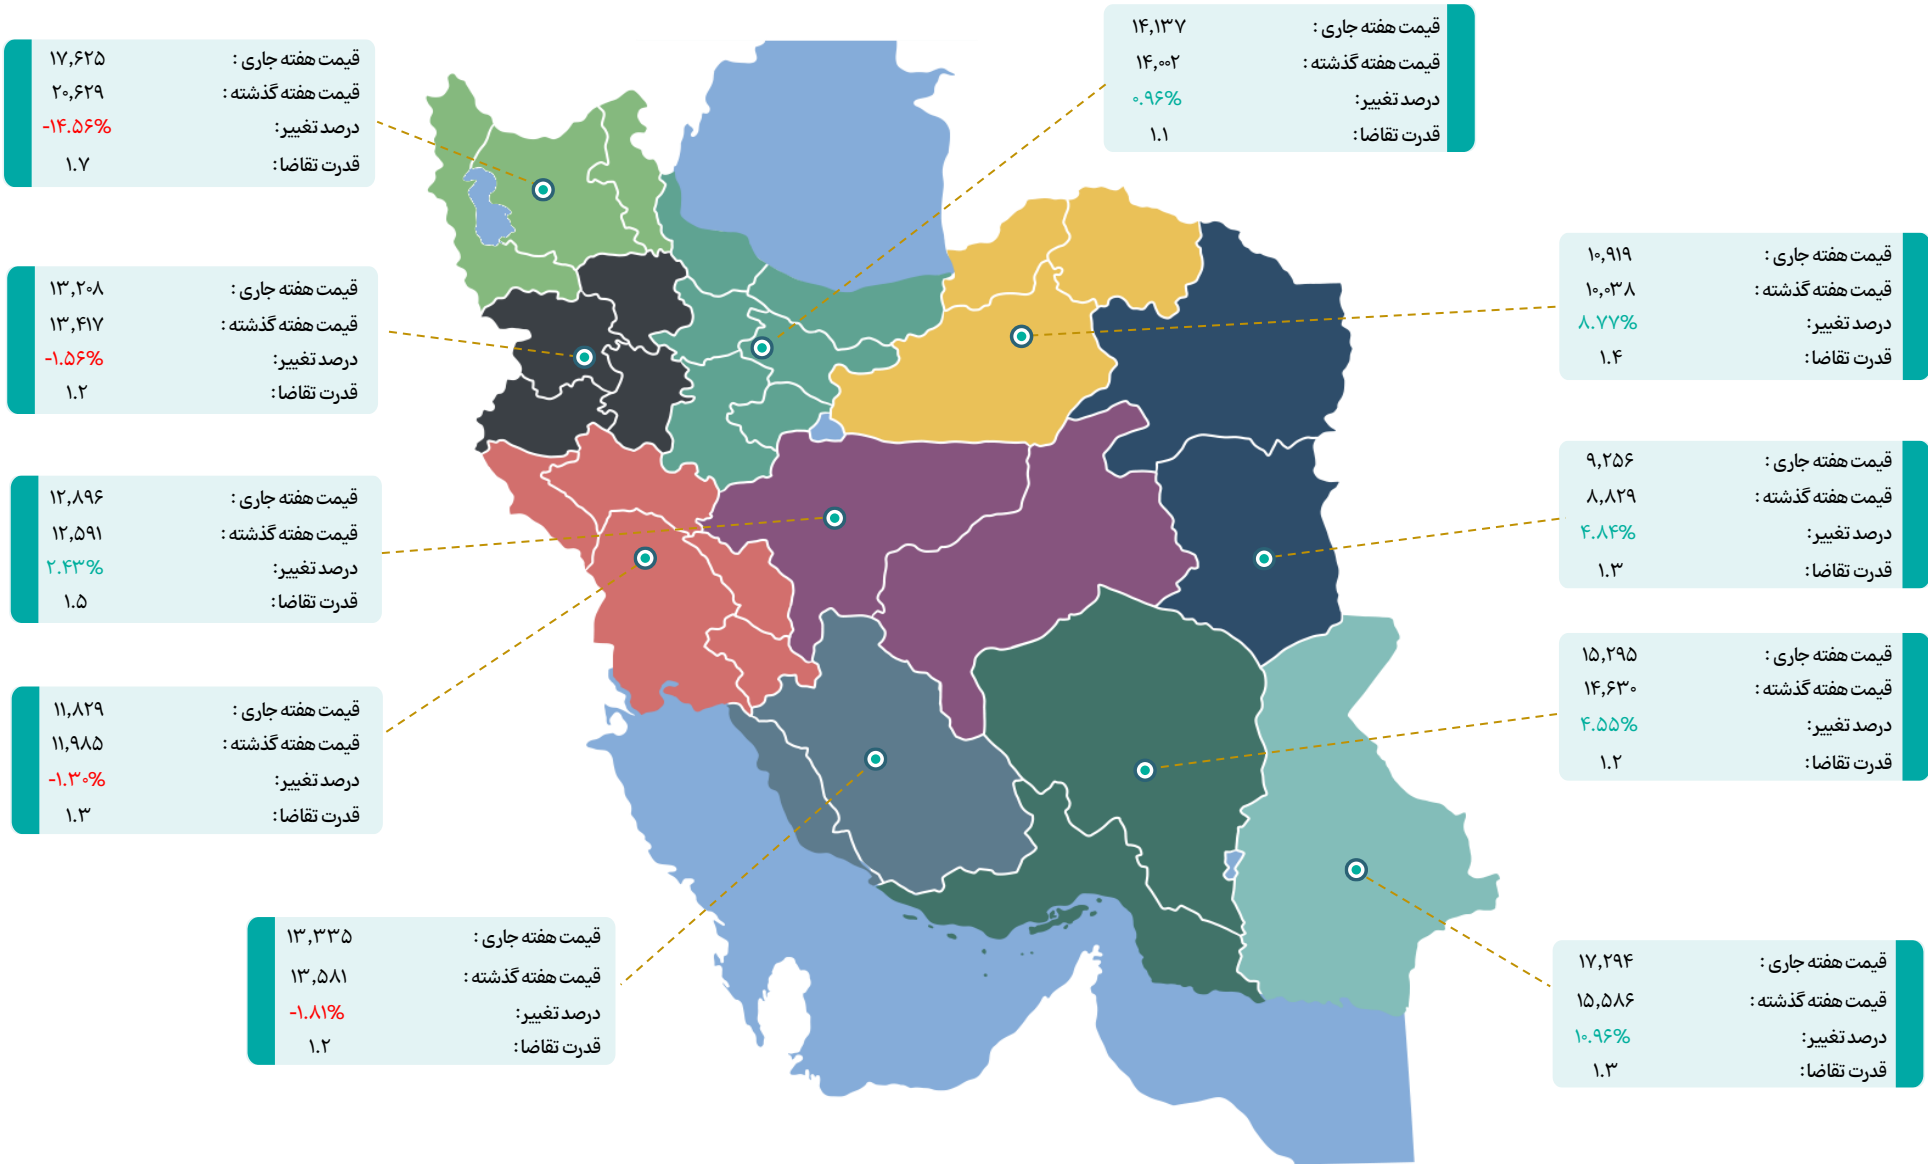 قیمت هفته جاری : ۱۴,۱۳۷
قیمت هفته گذشته : ۱۴,۰۰۲
درصد تغییر: ۰.۹۶%
قدرت تقاضا: ۱.۱
قیمت هفته جاری : ۱۷,۶۲۵
قیمت هفته گذشته : ۲۰,۶۲۹
درصد تغییر: -۱۴.۵۶%
قدرت تقاضا: ۱.۷
قیمت هفته جاری : ۱۰,۹۱۹
قیمت هفته گذشته : ۱۰,۰۳۸
درصد تغییر: ۸.۷۷%
قدرت تقاضا: ۱.۴
قیمت هفته جاری : ۱۳,۲۰۸
قیمت هفته گذشته : ۱۳,۴۱۷
درصد تغییر: -۱.۵۶%
قدرت تقاضا: ۱.۲
قیمت هفته جاری : ۹,۲۵۶
قیمت هفته گذشته : ۸,۸۲۹
درصد تغییر: ۴.۸۴%
قدرت تقاضا: ۱.۳
قیمت هفته جاری : ۱۲,۸۹۶
قیمت هفته گذشته : ۱۲,۵۹۱
درصد تغییر: ۲.۴۳%
قدرت تقاضا: ۱.۵
قیمت هفته جاری : ۱۵,۲۹۵
قیمت هفته گذشته : ۱۴,۶۳۰
درصد تغییر: ۴.۵۵%
قدرت تقاضا: ۱.۲
قیمت هفته جاری : ۱۱,۸۲۹
قیمت هفته گذشته : ۱۱,۹۸۵
درصد تغییر: -۱.۳۰%
قدرت تقاضا: ۱.۳
قیمت هفته جاری : ۱۳,۳۳۵
قیمت هفته گذشته : ۱۳,۵۸۱
درصد تغییر: -۱.۸۱%
قدرت تقاضا: ۱.۲
قیمت هفته جاری : ۱۷,۲۹۴
قیمت هفته گذشته : ۱۵,۵۸۶
درصد تغییر: ۱۰.۹۶%
قدرت تقاضا: ۱.۳